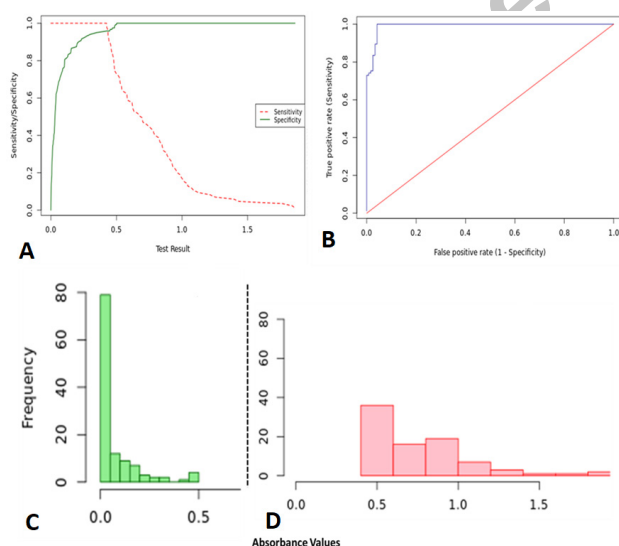 Sensitivity/Specificity
1.0
0.8
0.6
0.4
0.2
0.0
Sensitivity
Specificity
0.0 0.5 1.0 1.5
Test Result
A
True positive rate (Sensitivity)
1.0
0.8
0.6
0.4
0.2
0.0
0.0 0.2 0.4 0.6 0.8 1.0
False positive rate (1 - Specificity)
B
Frequency
80
60
40
20
0
0.0 0.5
C
80
60
40
20
0
0.0 0.5 1.0 1.5
D
Absorbance Values